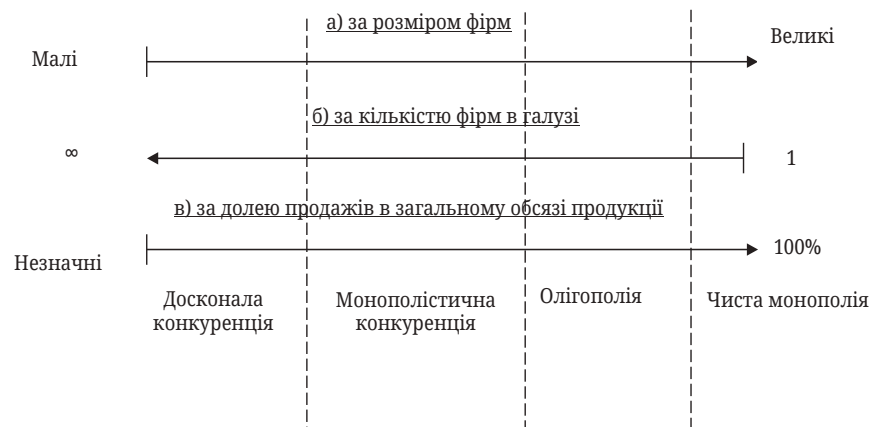 а) за розміром фірм
Малі
Великі
б) за кількістю фірм в галузі
∞
1
в) за долею продажів в загальному обсязі продукції
Незначні
100%
Досконала
конкуренція
Монополістична
конкуренція
Олігополія
Чиста монополія